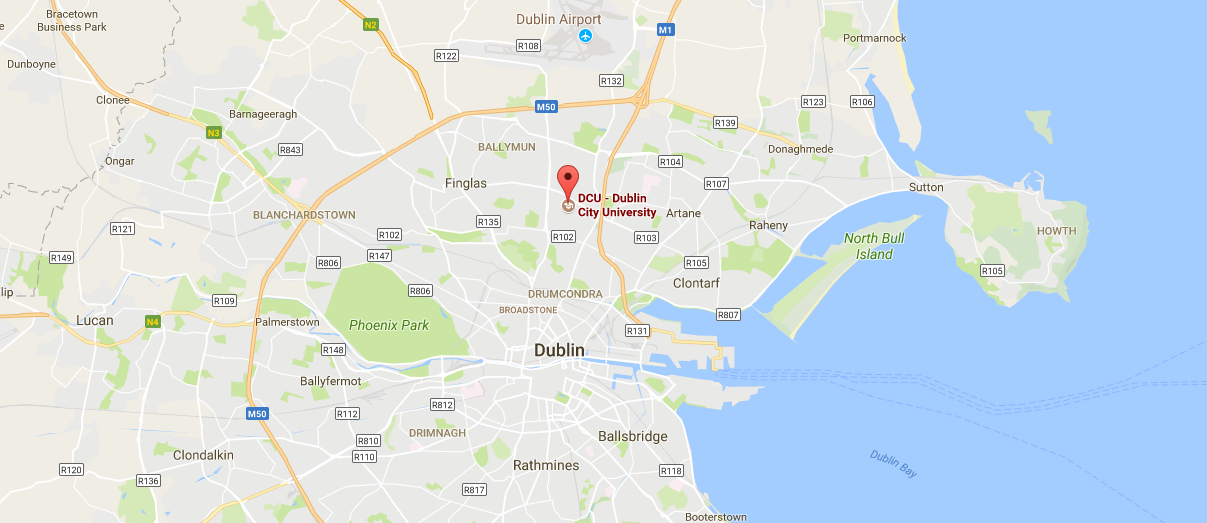 Bracetown
Business Park
N2
Dublin Airport
M1
R108
R122
Portmarnock
Dunboyne
R132
Clonee
M50
R123
R106
Barnageeragh
R139
N3
BALLYMUN
R843
Donaghmede
Ongar
R104
Finglas
R107
Sutton
DCU - Dublin
City University
BLANCHARDSTOWN
Artane
R121
R135
Raheny
HOWTH
R102
R102
R103
North Bull
Island
R149
R147
R806
R105
R105
lip
R806
Clontarf
R109
DRUMCONDRA
BROADSTONE
R807
Lucan
N4
Palmerstown
Phoenix Park
R131
R148
Dublin
Ballyfermot
R812
M50
R112
DRIMNAGH
R810
Ballsbridge
Clondalkin
R110
Rathmines
Dublin Bay
R120
R136
R118
R817
Booterstown